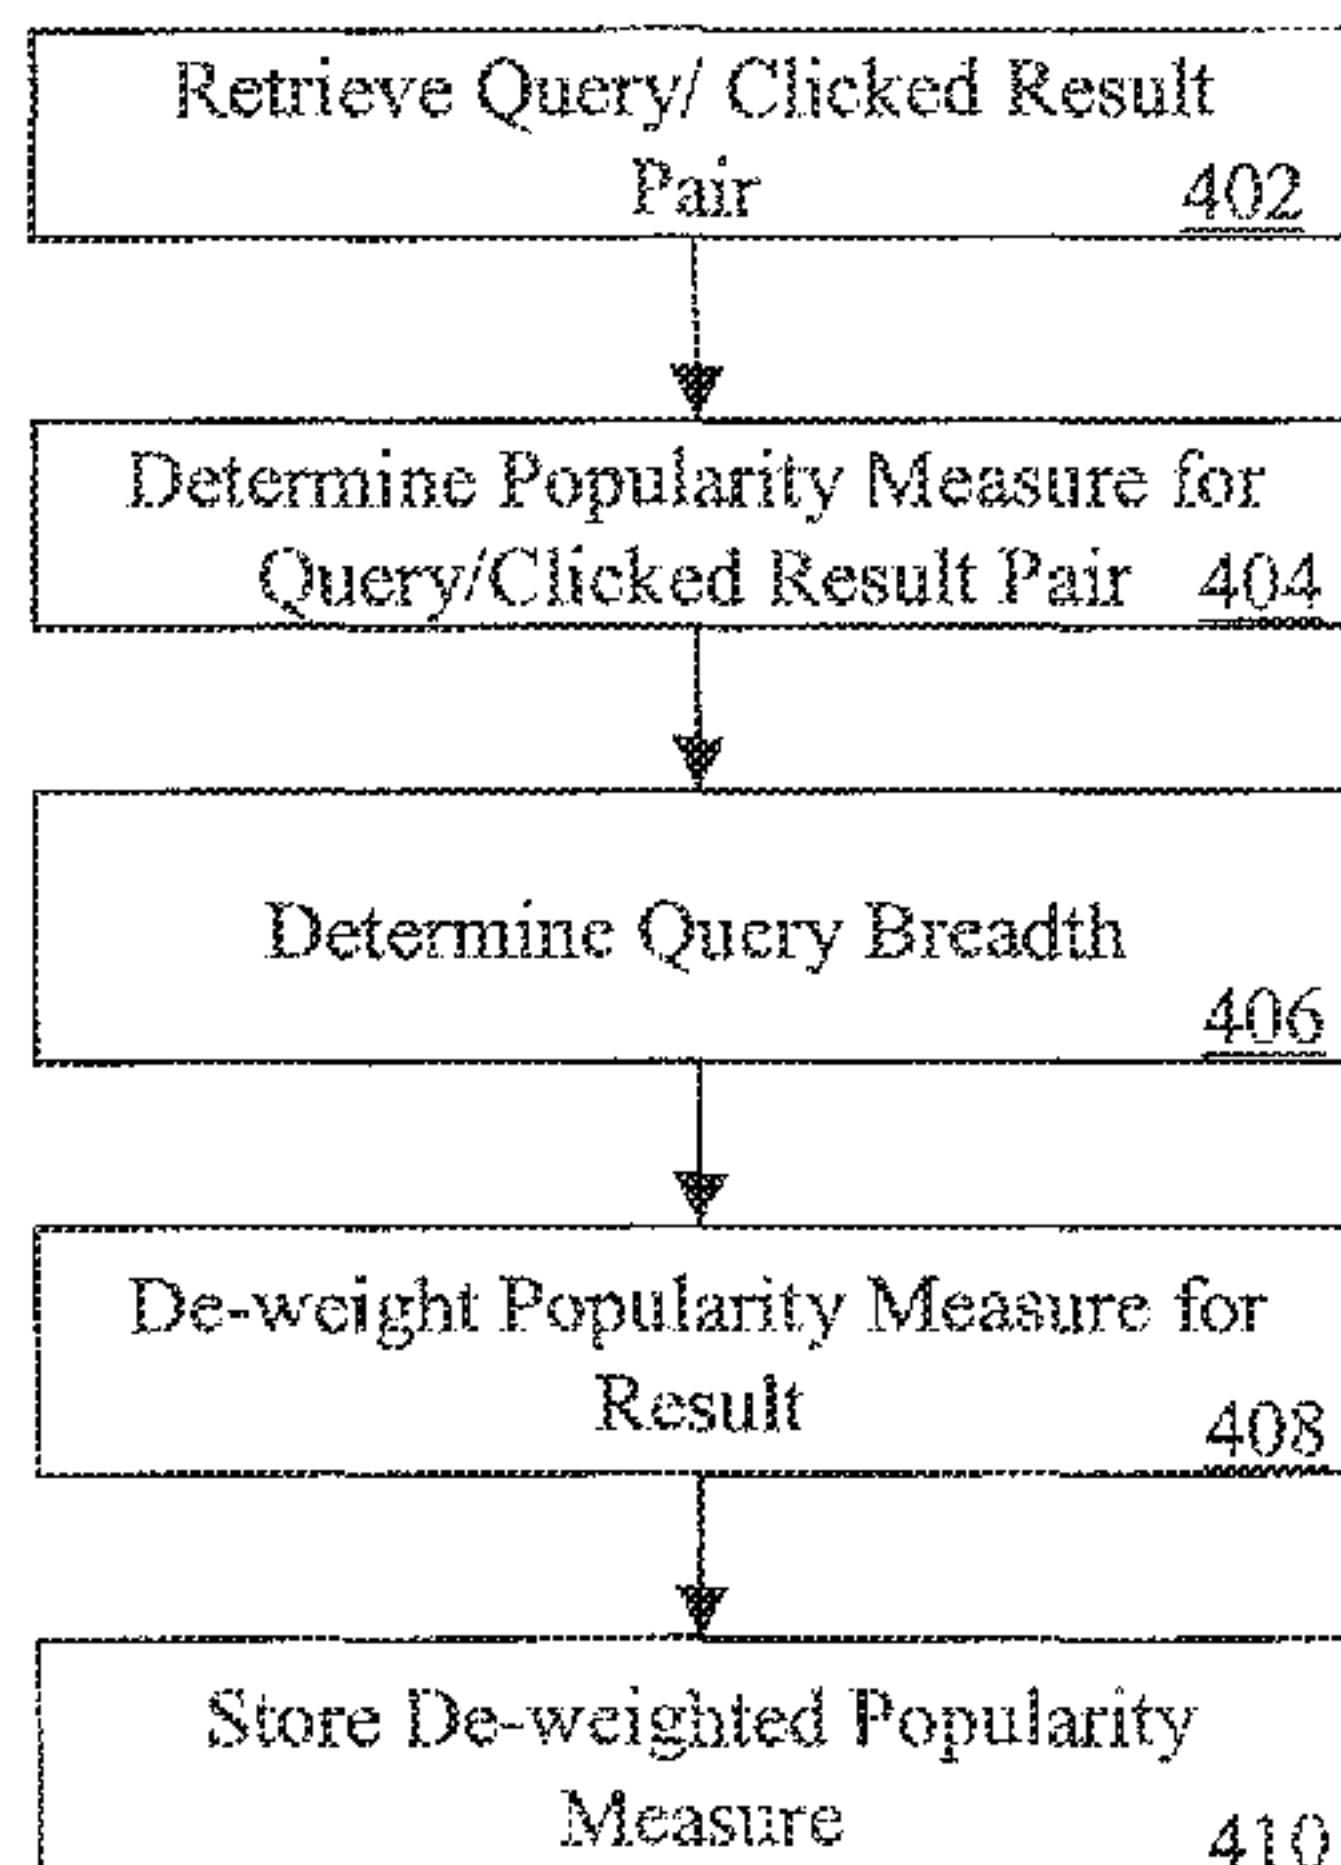 Retrieve Query/ Clicked Result
Pair 402
Determine Popularity Measure for
Query/Clicked Result Pair 404
Determine Query Breadth
406
De-weight Popularity Measure for
Result
408
Store De-weighted Popularity
Measure
410